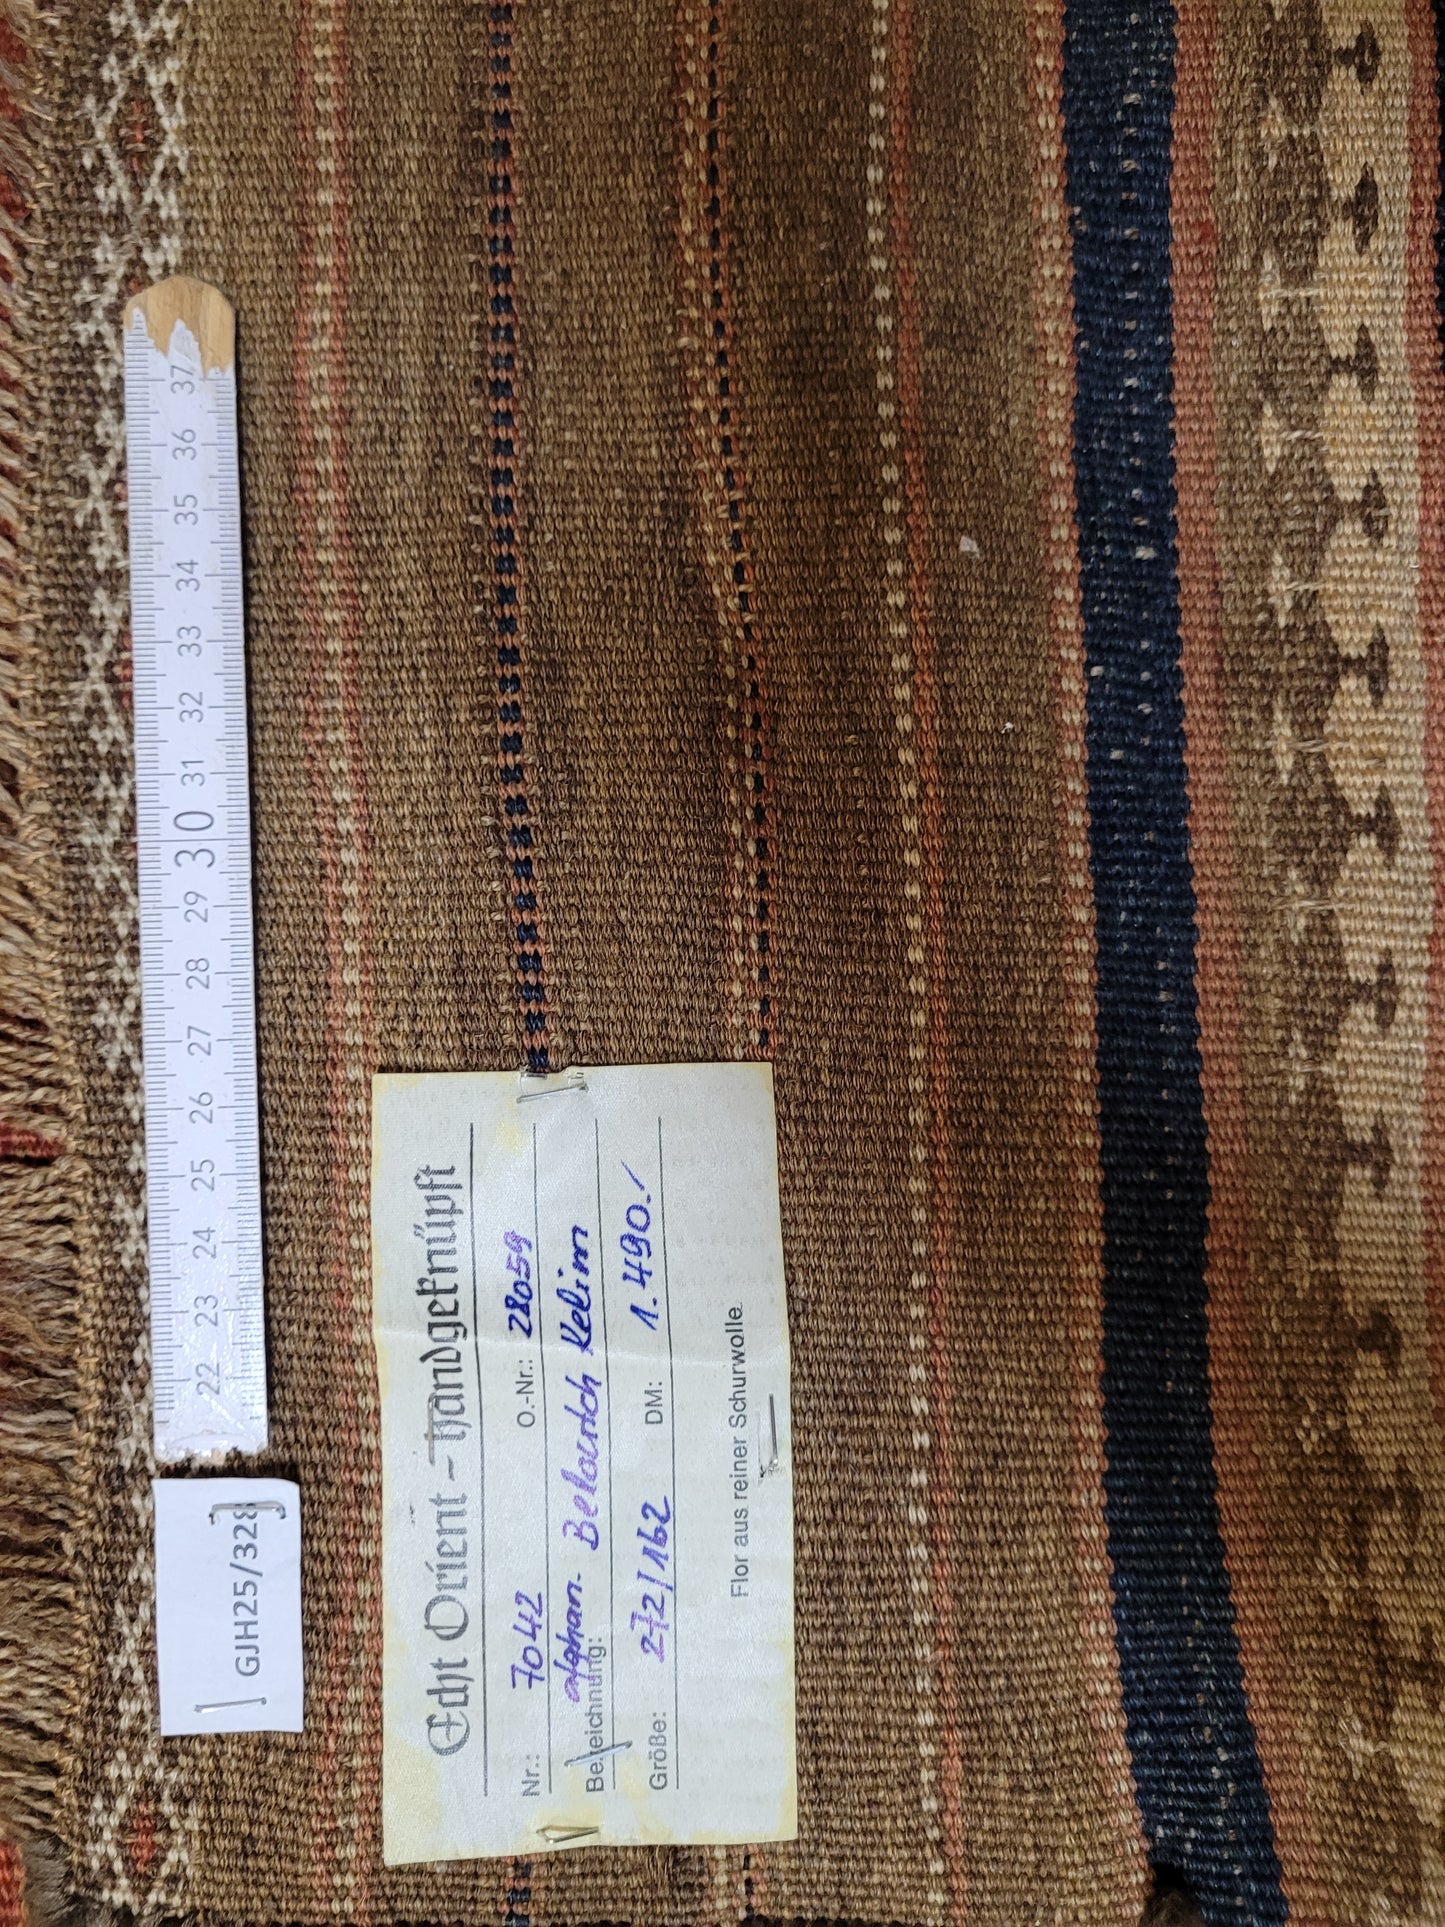 Echt Orient - Handgeknüpft
Nr.: 7042 O.-Nr.: 28059
Bezeichnung: afghan. Beloutch Kelim
Größe: 272/162 DM: 1.490.-
Flor aus reiner Schurwolle.
GJH25/328
22 23 24 25 26 27 28 29 30 31 32 33 34 35 36 37